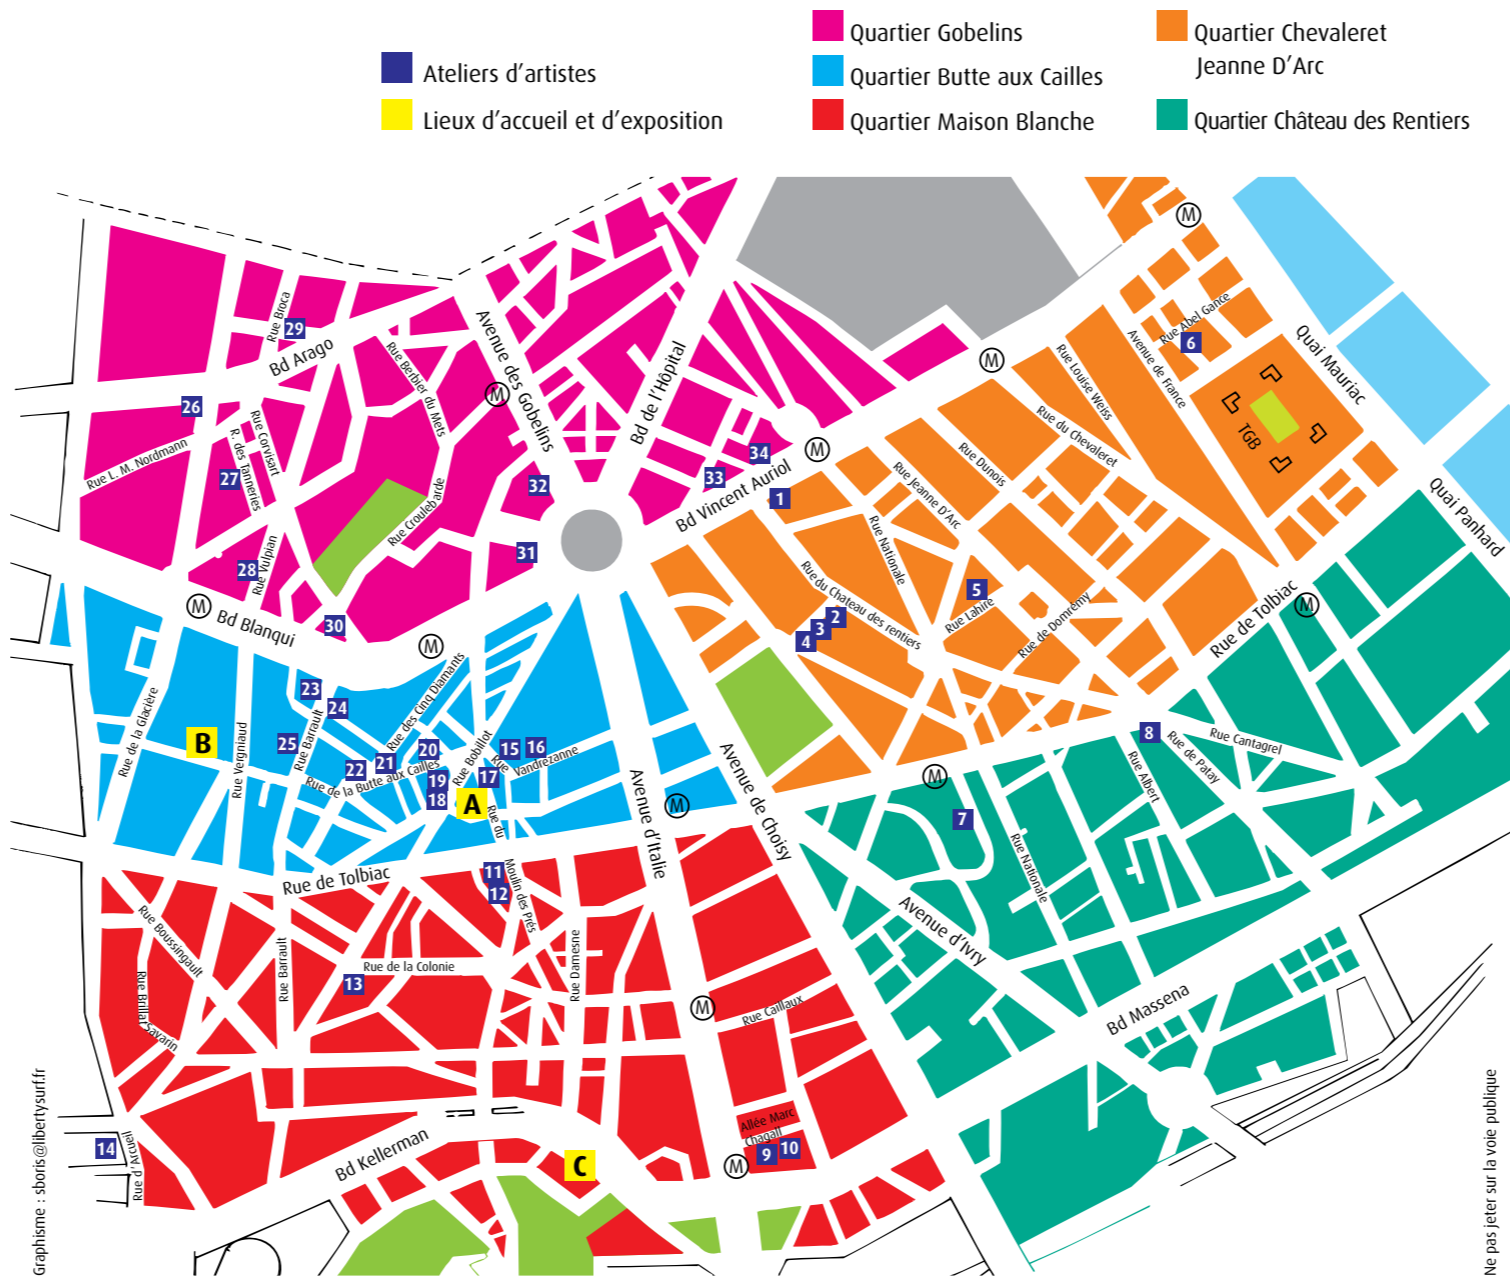 Ateliers d'artistes
Lieux d'accueil et d'exposition
Quartier Gobelins
Quartier Butte aux Cailles
Quartier Maison Blanche
Quartier Chevaleret
Jeanne D'Arc
Quartier Château des Rentiers
M
Rue Broca
29
Bd Arago
Rue Berbier du Mets
Avenue des Gobelins
M
Bd de l'Hôpital
M
M
Rue Abel Gance
6
Avenue de France
Quai Mauriac
Rue Louise Weiss
Rue du Chevaleret
TGB
26
Rue Corvisart
R. des Tanneries
Rue L. M. Nordmann
27
Rue Croulebarde
32
33
34
M
Bd Vincent Auriol
1
Rue Dunois
Rue Jeanne D'Arc
Rue Nationale
Quai Panhard
31
28
Rue Vulpian
M
Bd Blanqui
30
M
Rue du Chateau des rentiers
2
3
4
5
Rue Lahire
Rue de Domrémy
Rue de Tolbiac
M
23
24
25
Rue Barrault
Rue des Cinq Diamants
Rue de la Glacière
B
Rue Vergniaud
22
21
20
Rue de la Butte aux Cailles
19
18
Rue Bobillot
15
16
Rue Vandrezanne
17
A
Rue du
Moulin des Prés
Avenue d'Italie
M
Avenue de Choisy
M
7
8
Rue Cantagrel
Rue de Patay
Rue Albert
Rue Nationale
Rue de Tolbiac
11
12
Avenue d'Ivry
Rue Boussingault
Rue Barrault
Rue de la Colonie
13
Rue Damesne
Rue Brillat Savarin
M
Rue Caillaux
Bd Massena
Allée Marc
Chagall
9
10
M
14
Rue d'Arcueil
Bd Kellerman
C
Graphisme : sboris@libertysurf.fr
Ne pas jeter sur la voie publique